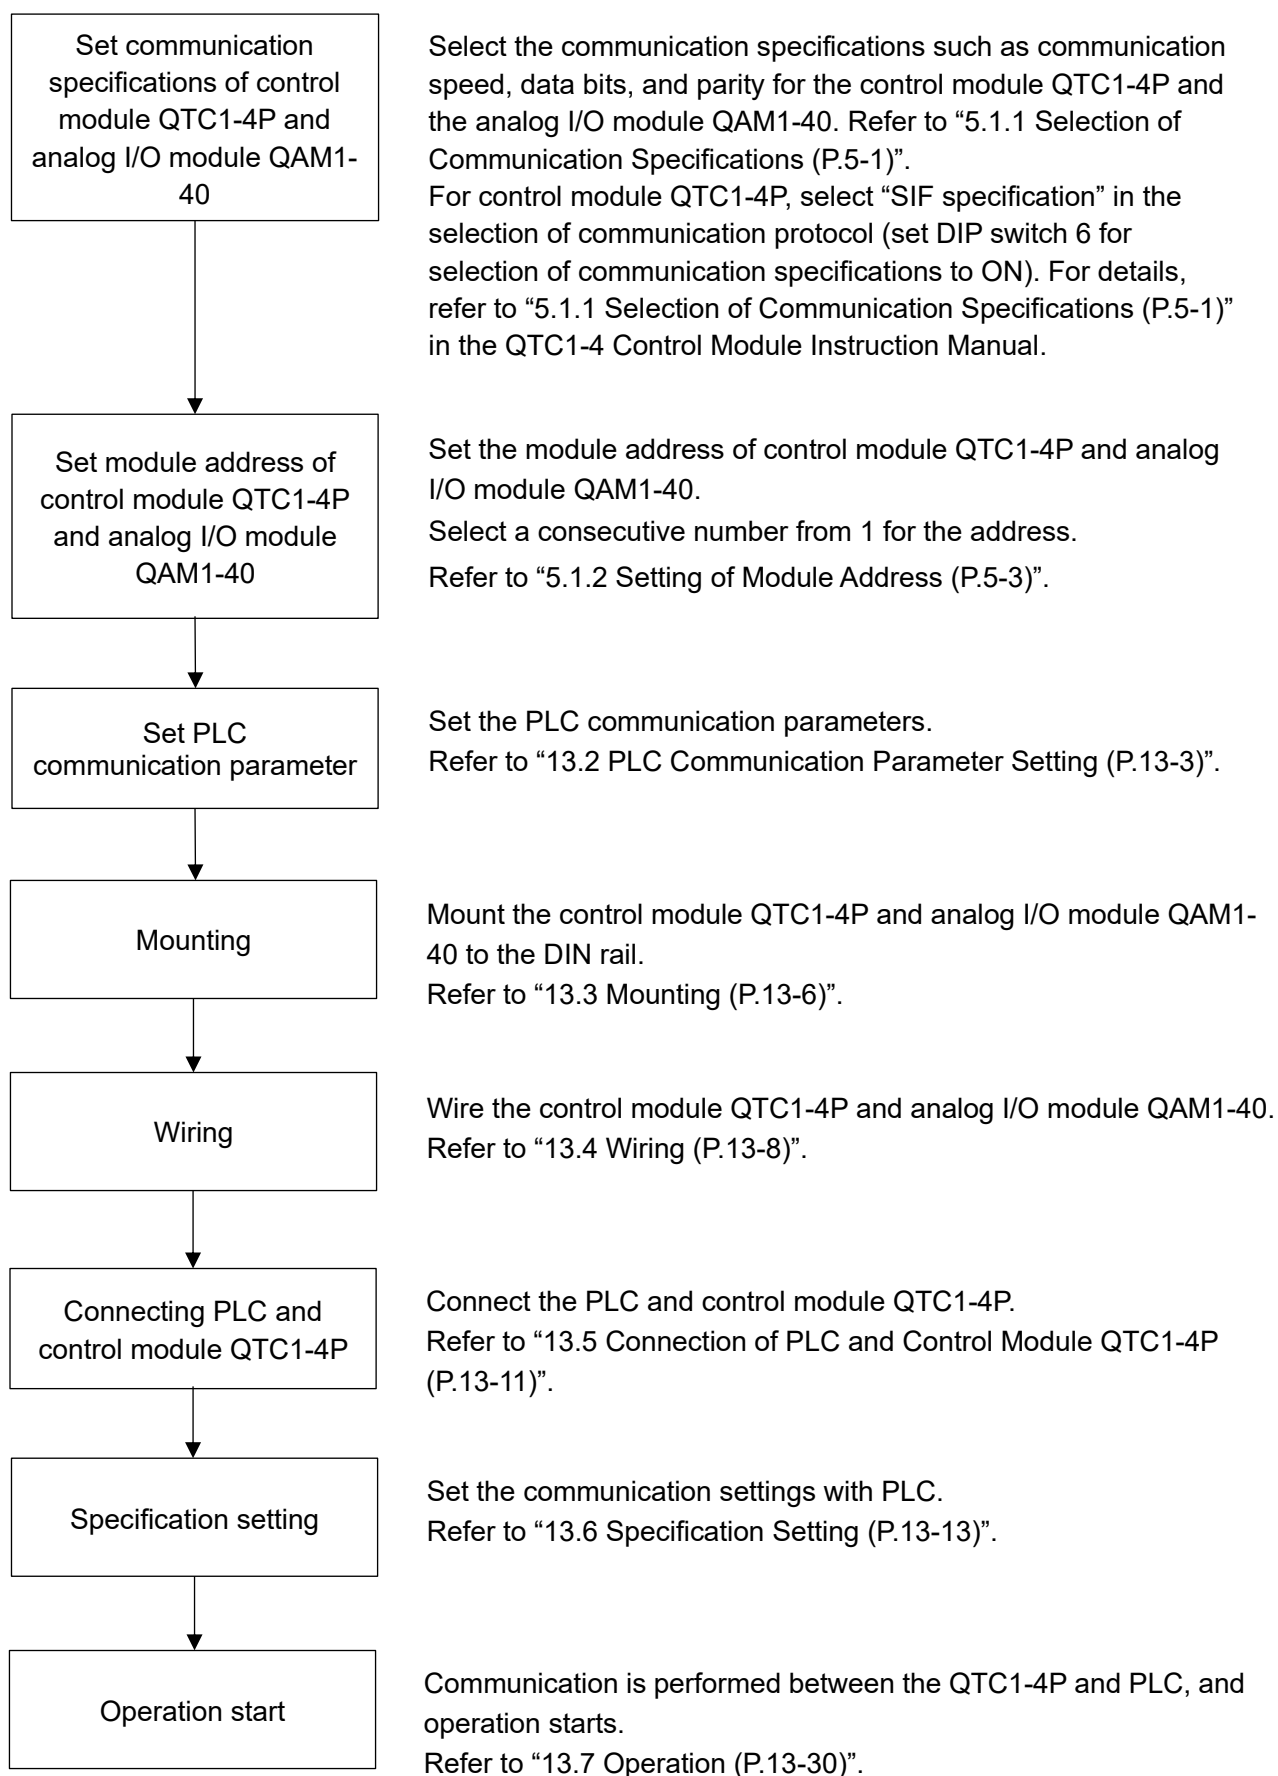 Set communication
specifications of control
module QTC1-4P and
analog I/O module QAM1-
40
Select the communication specifications such as communication
speed, data bits, and parity for the control module QTC1-4P and
the analog I/O module QAM1-40. Refer to “5.1.1 Selection of
Communication Specifications (P.5-1)”.
For control module QTC1-4P, select “SIF specification” in the
selection of communication protocol (set DIP switch 6 for
selection of communication specifications to ON). For details,
refer to “5.1.1 Selection of Communication Specifications (P.5-1)”
in the QTC1-4 Control Module Instruction Manual.
Set module address of
control module QTC1-4P
and analog I/O module
QAM1-40
Set the module address of control module QTC1-4P and analog
I/O module QAM1-40.
Select a consecutive number from 1 for the address.
Refer to “5.1.2 Setting of Module Address (P.5-3)”.
Set PLC
communication parameter
Set the PLC communication parameters.
Refer to “13.2 PLC Communication Parameter Setting (P.13-3)”.
Mounting
Mount the control module QTC1-4P and analog I/O module QAM1-
40 to the DIN rail.
Refer to “13.3 Mounting (P.13-6)”.
Wiring
Wire the control module QTC1-4P and analog I/O module QAM1-40.
Refer to “13.4 Wiring (P.13-8)”.
Connecting PLC and
control module QTC1-4P
Connect the PLC and control module QTC1-4P.
Refer to “13.5 Connection of PLC and Control Module QTC1-4P
(P.13-11)”.
Specification setting
Set the communication settings with PLC.
Refer to “13.6 Specification Setting (P.13-13)”.
Operation start
Communication is performed between the QTC1-4P and PLC, and
operation starts.
Refer to “13.7 Operation (P.13-30)”.